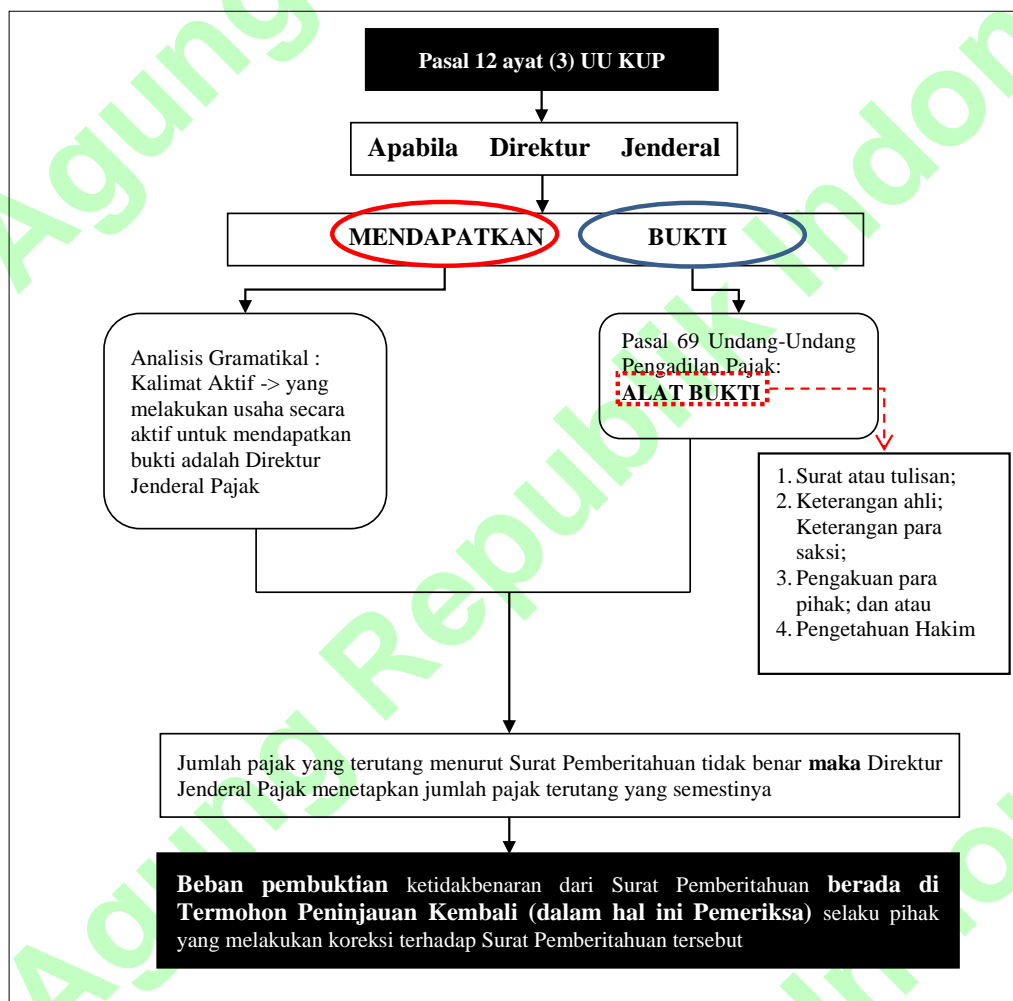 Pasal 12 ayat (3) UU KUP
Apabila Direktur Jenderal
MENDAPATKAN BUKTI
Analisis Gramatikal :
Kalimat Aktif -> yang
melakukan usaha secara
aktif untuk mendapatkan
bukti adalah Direktur
Jenderal Pajak
Pasal 69 Undang-Undang
Pengadilan Pajak:
ALAT BUKTI
1. Surat atau tulisan;
2. Keterangan ahli;
Keterangan para
saksi;
3. Pengakuan para
pihak; dan atau
4. Pengetahuan Hakim
Jumlah pajak yang terutang menurut Surat Pemberitahuan tidak benar maka Direktur
Jenderal Pajak menetapkan jumlah pajak terutang yang semestinya
Beban pembuktian ketidakbenaran dari Surat Pemberitahuan berada di
Termohon Peninjauan Kembali (dalam hal ini Pemeriksa) selaku pihak
yang melakukan koreksi terhadap Surat Pemberitahuan tersebut
Agung Republik Indon
Agung
Indon